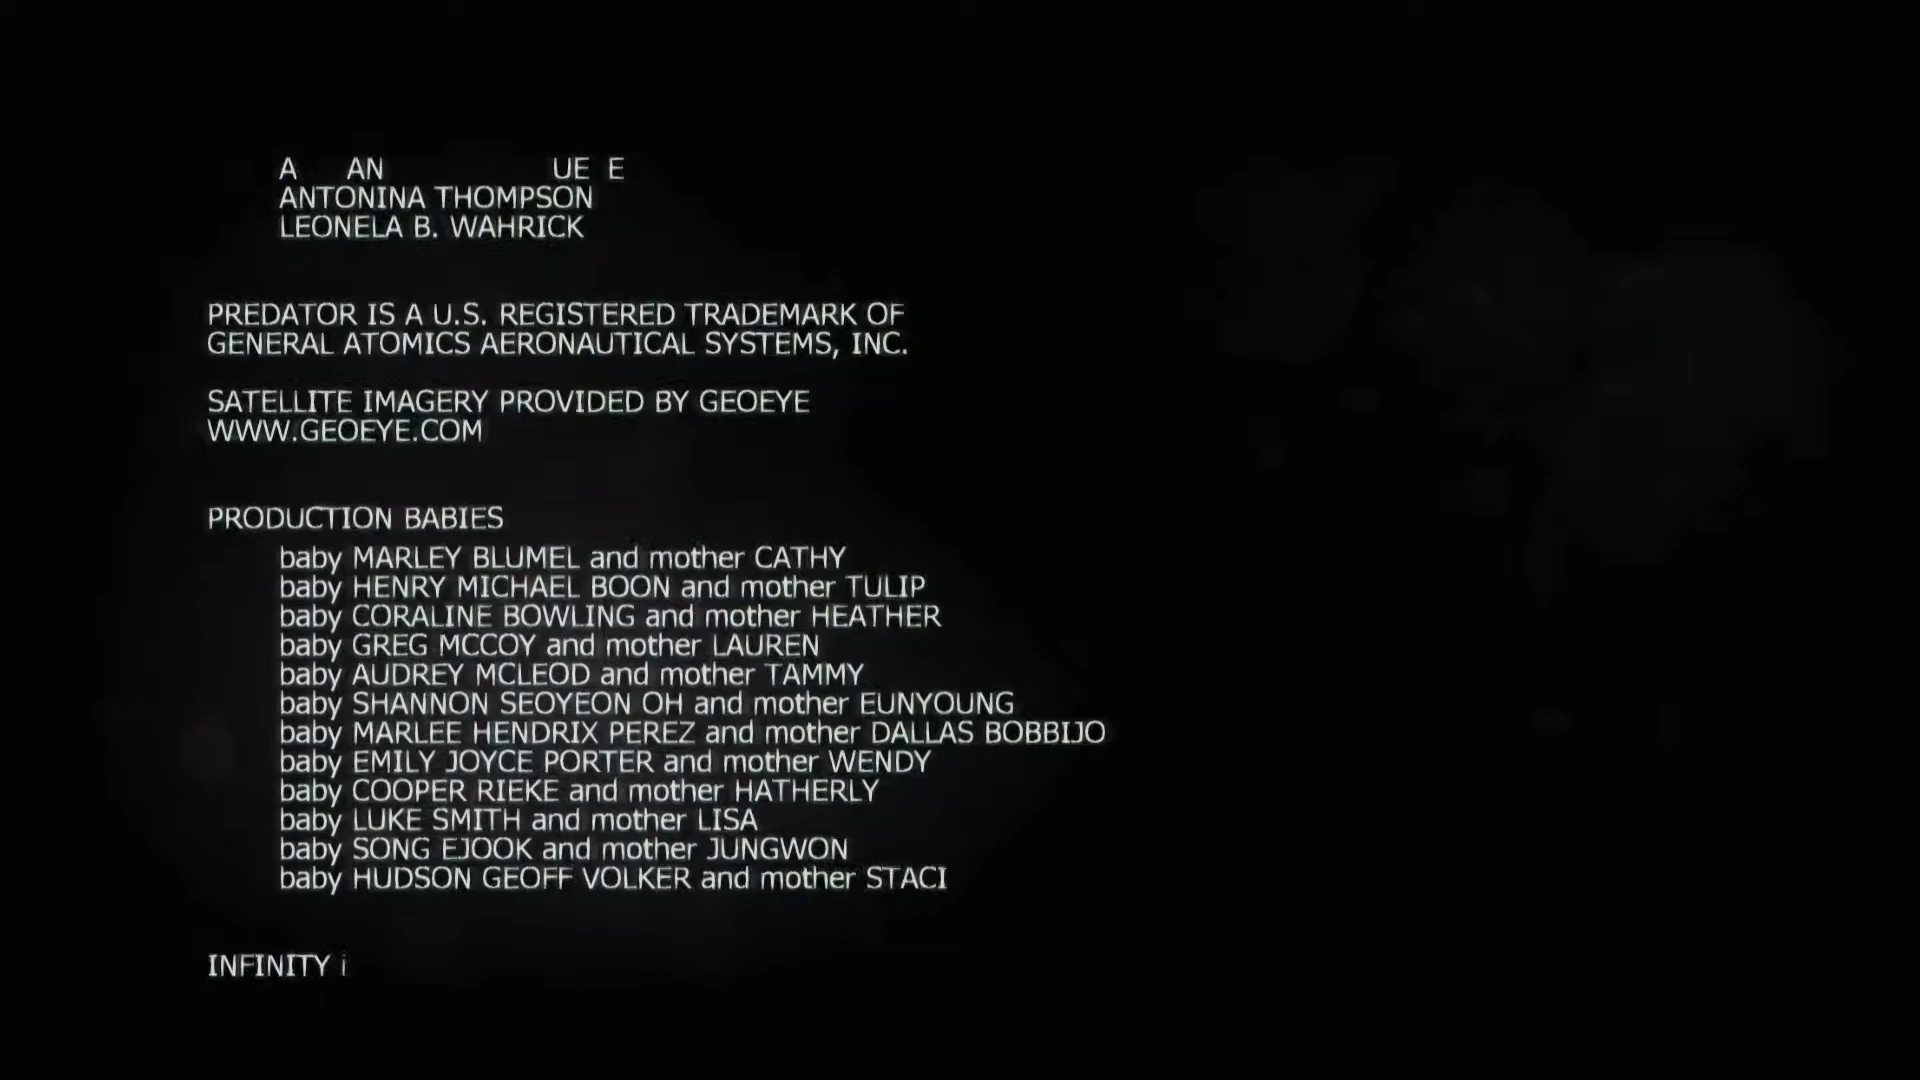 ANTONINA THOMPSON
LEONELA B. WAHRICK
PREDATOR IS A U.S. REGISTERED TRADEMARK OF
GENERAL ATOMICS AERONAUTICAL SYSTEMS, INC.
SATELLITE IMAGERY PROVIDED BY GEOEYE
WWW.GEOEYE.COM
PRODUCTION BABIES
baby MARLEY BLUMEL and mother CATHY
baby HENRY MICHAEL BOON and mother TULIP
baby CORALINE BOWLING and mother HEATHER
baby GREG MCCOY and mother LAUREN
baby AUDREY MCLEOD and mother TAMMY
baby SHANNON SEOYEON OH and mother EUNYOUNG
baby MARLEE HENDRIX PEREZ and mother DALLAS BOBBIJO
baby EMILY JOYCE PORTER and mother WENDY
baby COOPER RIEKE and mother HATHERLY
baby LUKE SMITH and mother LISA
baby SONG EJOOK and mother JUNGWON
baby HUDSON GEOFF VOLKER and mother STACI
INFINITY i